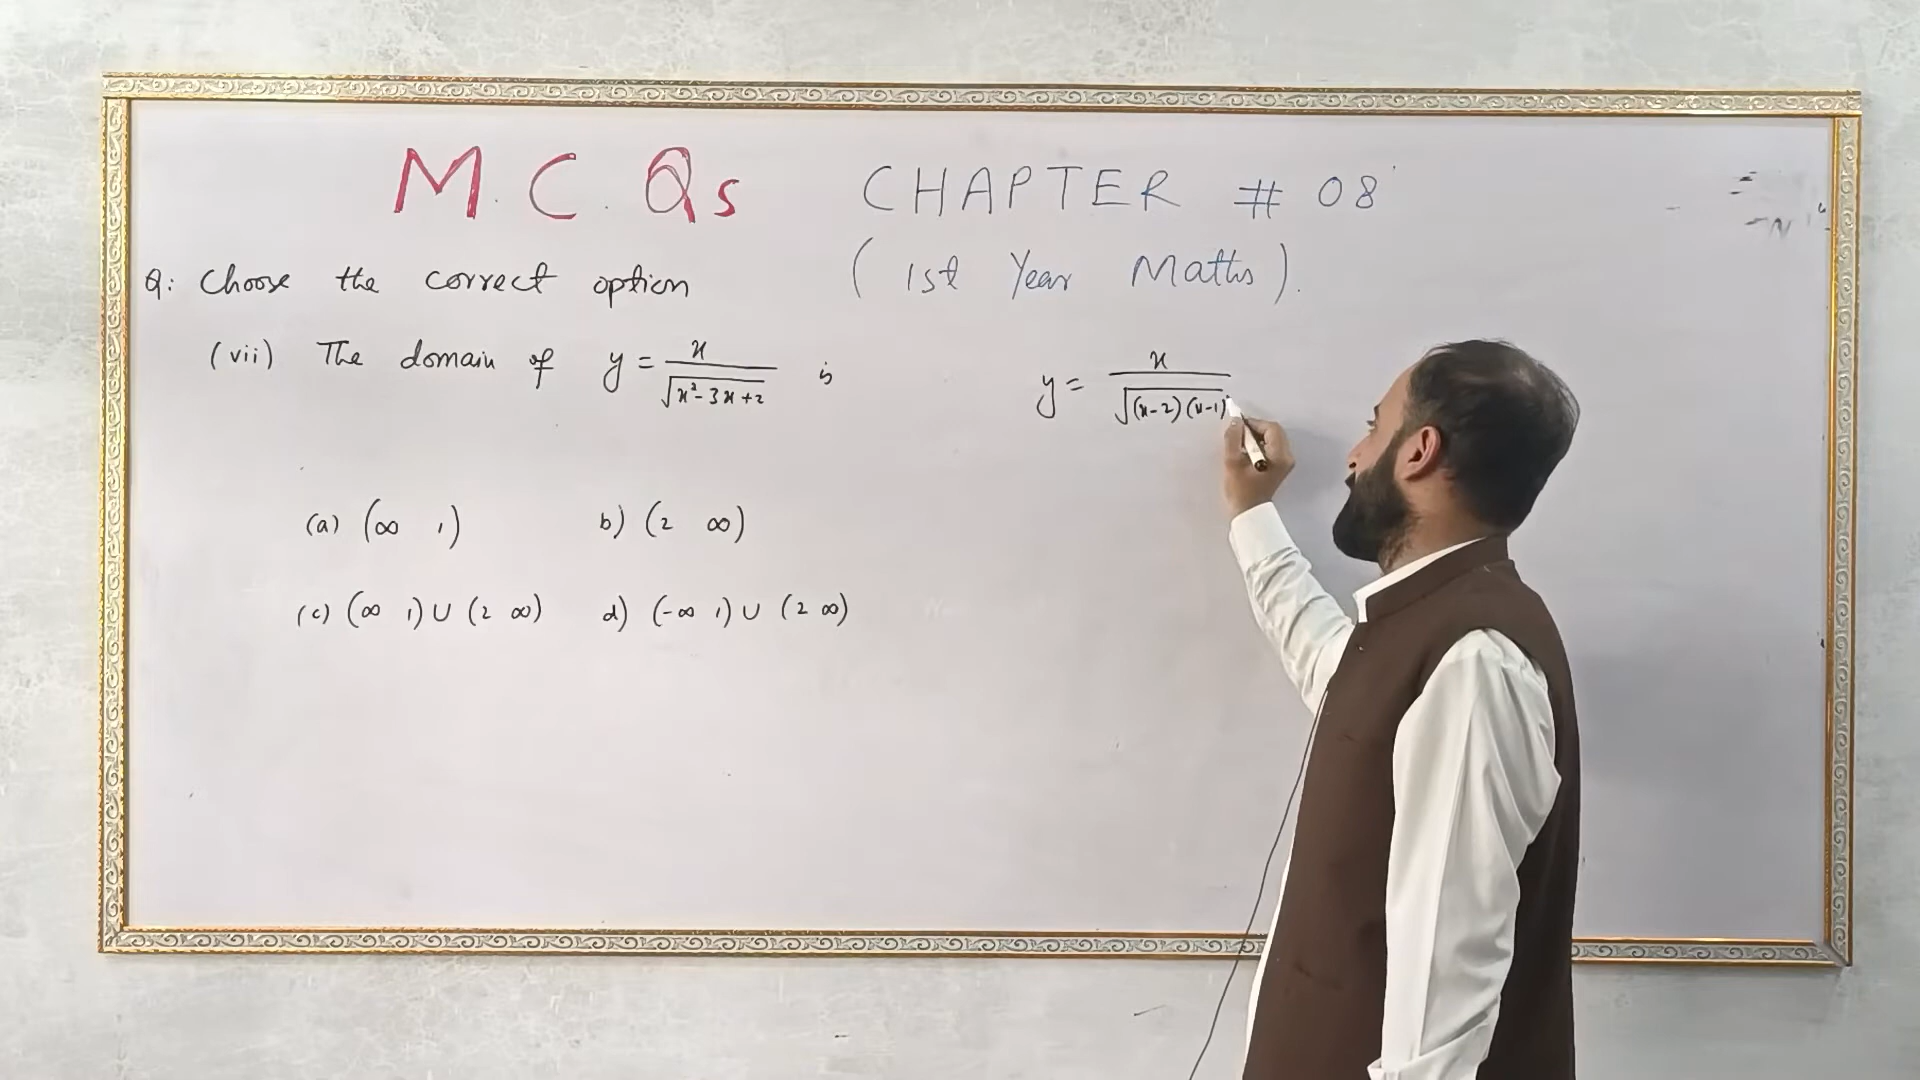 M.C.Qs CHAPTER # 08
(1st Year Maths).
Q: Choose the correct option
(vii) The domain of y = x/√(x²-3x+2) is
y = x/√((x-2)(x-1)
(a) (∞ 1) b) (2 ∞)
(c) (∞ 1) ∪ (2 ∞) d) (-∞ 1) ∪ (2 ∞)